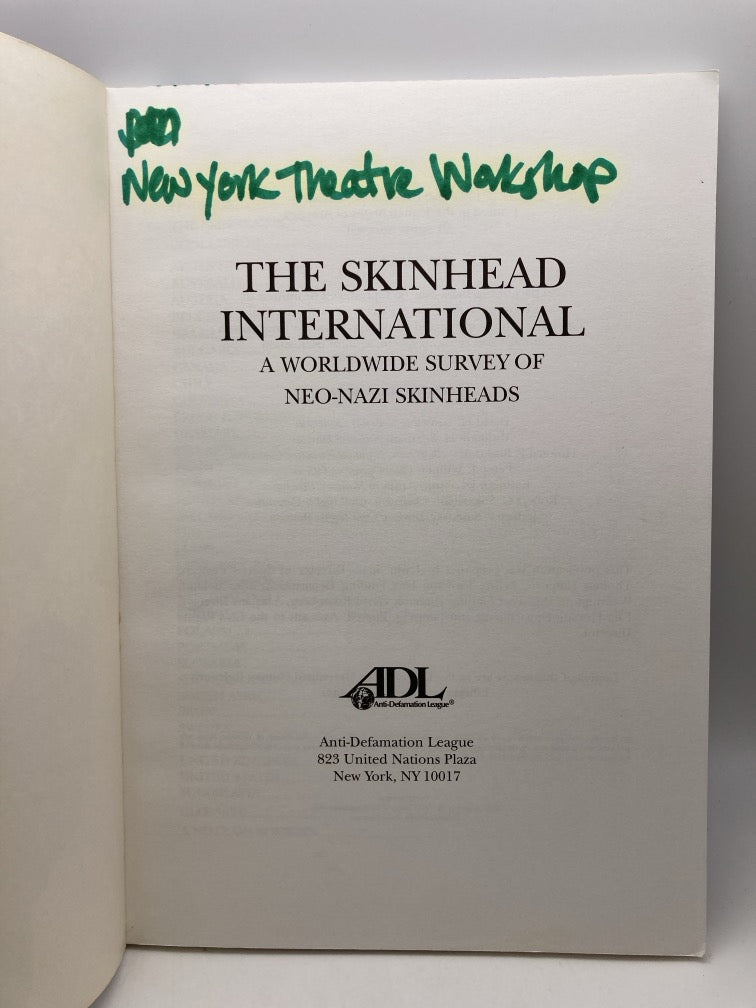 New York Theatre Workshop
THE SKINHEAD
INTERNATIONAL
A WORLDWIDE SURVEY OF
NEO-NAZI SKINHEADS
ADL
Anti-Defamation League®
Anti-Defamation League
823 United Nations Plaza
New York, NY 10017